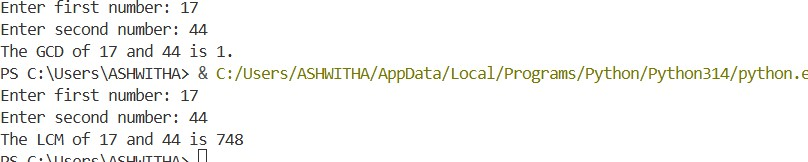 Enter first number: 17
Enter second number: 44
The GCD of 17 and 44 is 1.
PS C:\Users\ASHWITHA> & C:/Users/ASHWITHA/AppData/Local/Programs/Python/Python314/python.e
Enter first number: 17
Enter second number: 44
The LCM of 17 and 44 is 748
PS C:\Users\ASHWITHA>